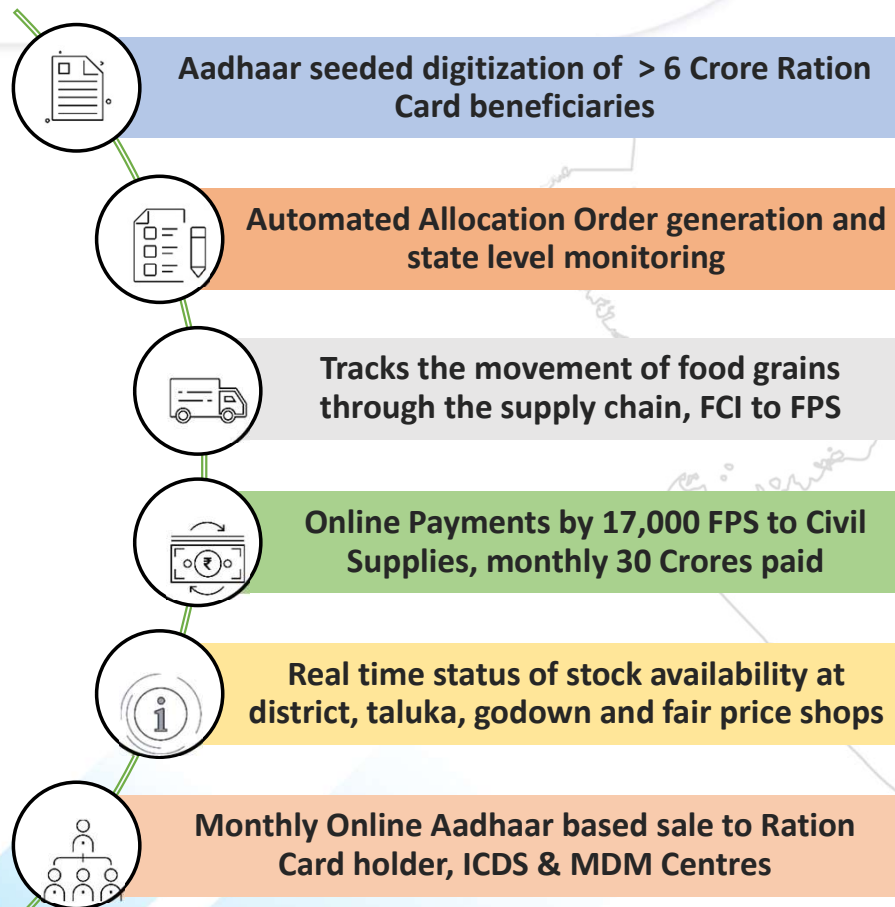 Aadhaar seeded digitization of > 6 Crore Ration
Card beneficiaries
Automated Allocation Order generation and
state level monitoring
Tracks the movement of food grains
through the supply chain, FCI to FPS
Online Payments by 17,000 FPS to Civil
Supplies, monthly 30 Crores paid
₹
Real time status of stock availability at
district, taluka, godown and fair price shops
i
Monthly Online Aadhaar based sale to Ration
Card holder, ICDS & MDM Centres